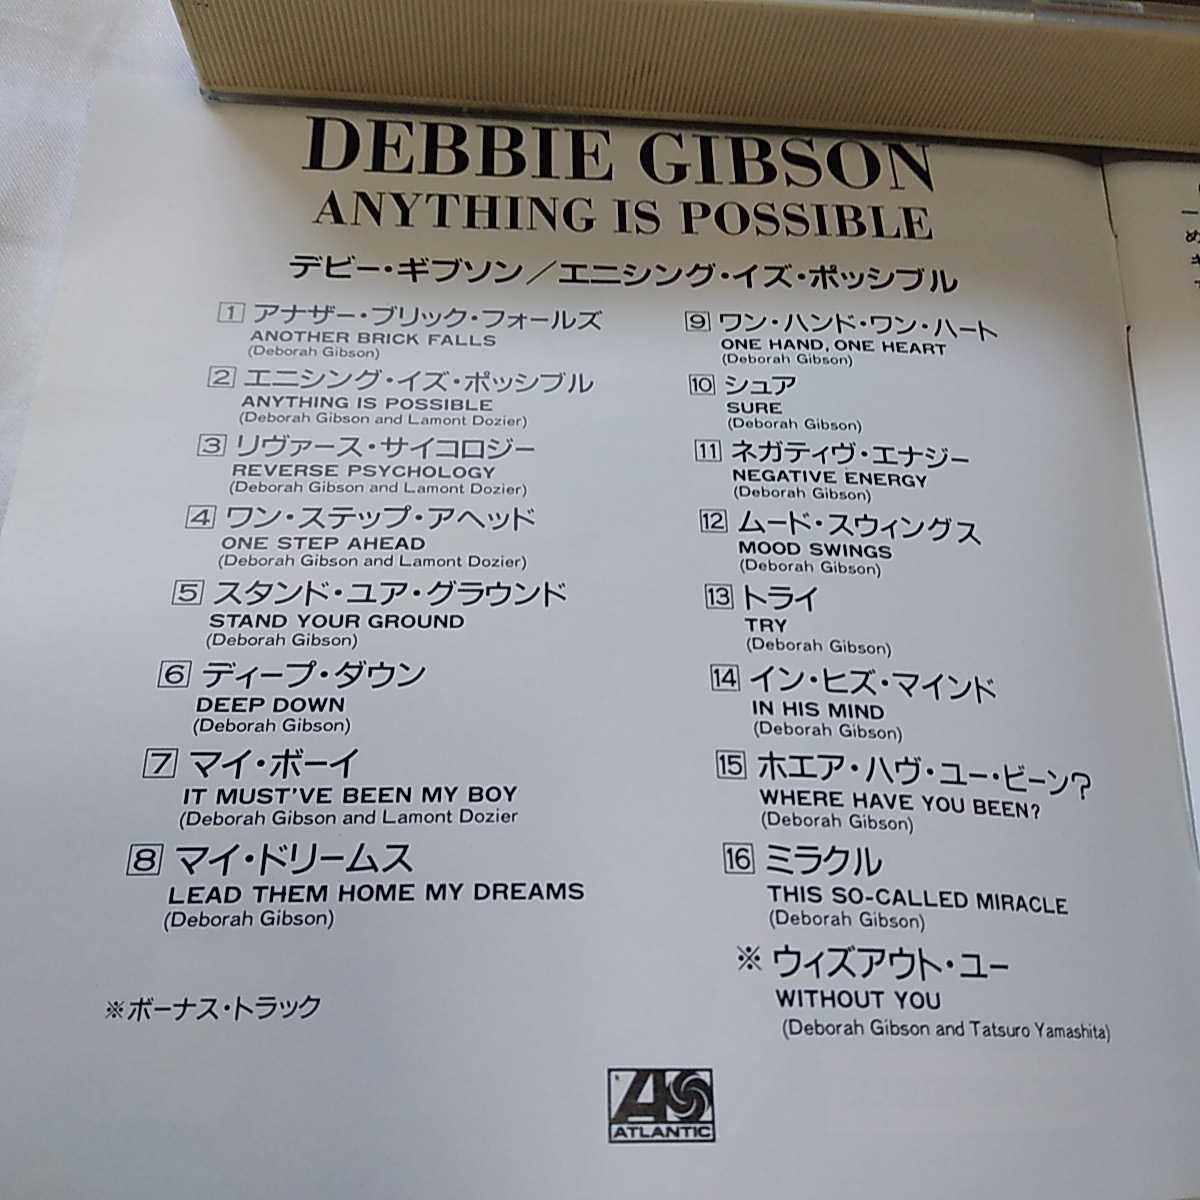 DEBBIE GIBSON
ANYTHING IS POSSIBLE
デビー・ギブソン/エニシング・イズ・ポッシブル
1 アナザー・ブリック・フォールズ
ANOTHER BRICK FALLS
(Deborah Gibson)
2 エニシング・イズ・ポッシブル
ANYTHING IS POSSIBLE
(Deborah Gibson and Lamont Dozier)
3 リヴァース・サイコロジー
REVERSE PSYCHOLOGY
(Deborah Gibson and Lamont Dozier)
4 ワン・ステップ・アヘッド
ONE STEP AHEAD
(Deborah Gibson and Lamont Dozier)
5 スタンド・ユア・グラウンド
STAND YOUR GROUND
(Deborah Gibson)
6 ディープ・ダウン
DEEP DOWN
(Deborah Gibson)
7 マイ・ボーイ
IT MUST'VE BEEN MY BOY
(Deborah Gibson and Lamont Dozier
8 マイ・ドリームス
LEAD THEM HOME MY DREAMS
(Deborah Gibson)
※ボーナス・トラック
9 ワン・ハンド・ワン・ハート
ONE HAND, ONE HEART
(Deborah Gibson)
10 シュア
SURE
(Deborah Gibson)
11 ネガティヴ・エナジー
NEGATIVE ENERGY
(Deborah Gibson)
12 ムード・スウィングス
MOOD SWINGS
(Deborah Gibson)
13 トライ
TRY
(Deborah Gibson)
14 イン・ヒズ・マインド
IN HIS MIND
(Deborah Gibson)
15 ホエア・ハヴ・ユー・ビーン?
WHERE HAVE YOU BEEN?
(Deborah Gibson)
16 ミラクル
THIS SO-CALLED MIRACLE
(Deborah Gibson)
※ ウィズアウト・ユー
WITHOUT YOU
(Deborah Gibson and Tatsuro Yamashita)
ATLANTIC